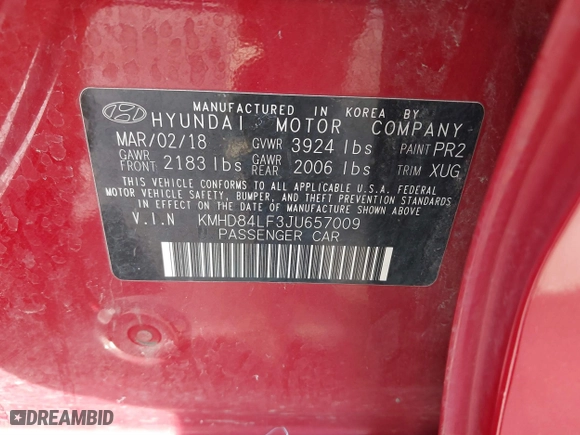 MANUFACTURED IN KOREA BY
HYUNDAI MOTOR COMPANY
MAR/02/18 GVWR 3924 lbs PAINT PR2
GAWR FRONT 2183 lbs GAWR REAR 2006 lbs TRIM XUG
THIS VEHICLE CONFORMS TO ALL APPLICABLE U.S.A. FEDERAL
MOTOR VEHICLE SAFETY, BUMPER, AND THEFT PREVENTION STANDARDS
IN EFFECT ON THE DATE OF MANUFACTURE SHOWN ABOVE.
V.I.N KMHD84LF3JU657009
PASSENGER CAR
DREAMBID